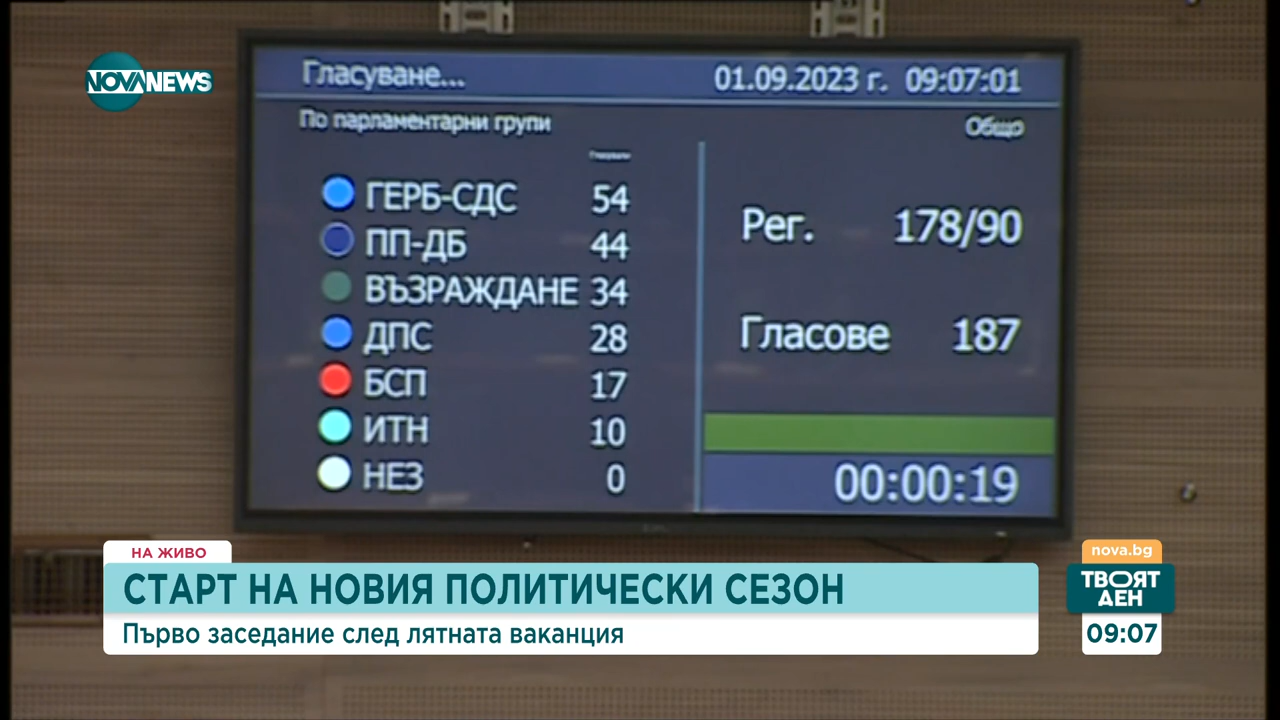 NOVA NEWS
Гласуване... 01.09.2023 г. 09:07:01
По парламентарни групи Общо
ГЕРБ-СДС 54
ПП-ДБ 44
ВЪЗРАЖДАНЕ 34
ДПС 28
БСП 17
ИТН 10
НЕЗ 0
Рег. 178/90
Гласове 187
00:00:19
НА ЖИВО
СТАРТ НА НОВИЯ ПОЛИТИЧЕСКИ СЕЗОН
Първо заседание след лятната ваканция
nova.bg
ТВОЯТ
ДЕН
09:07